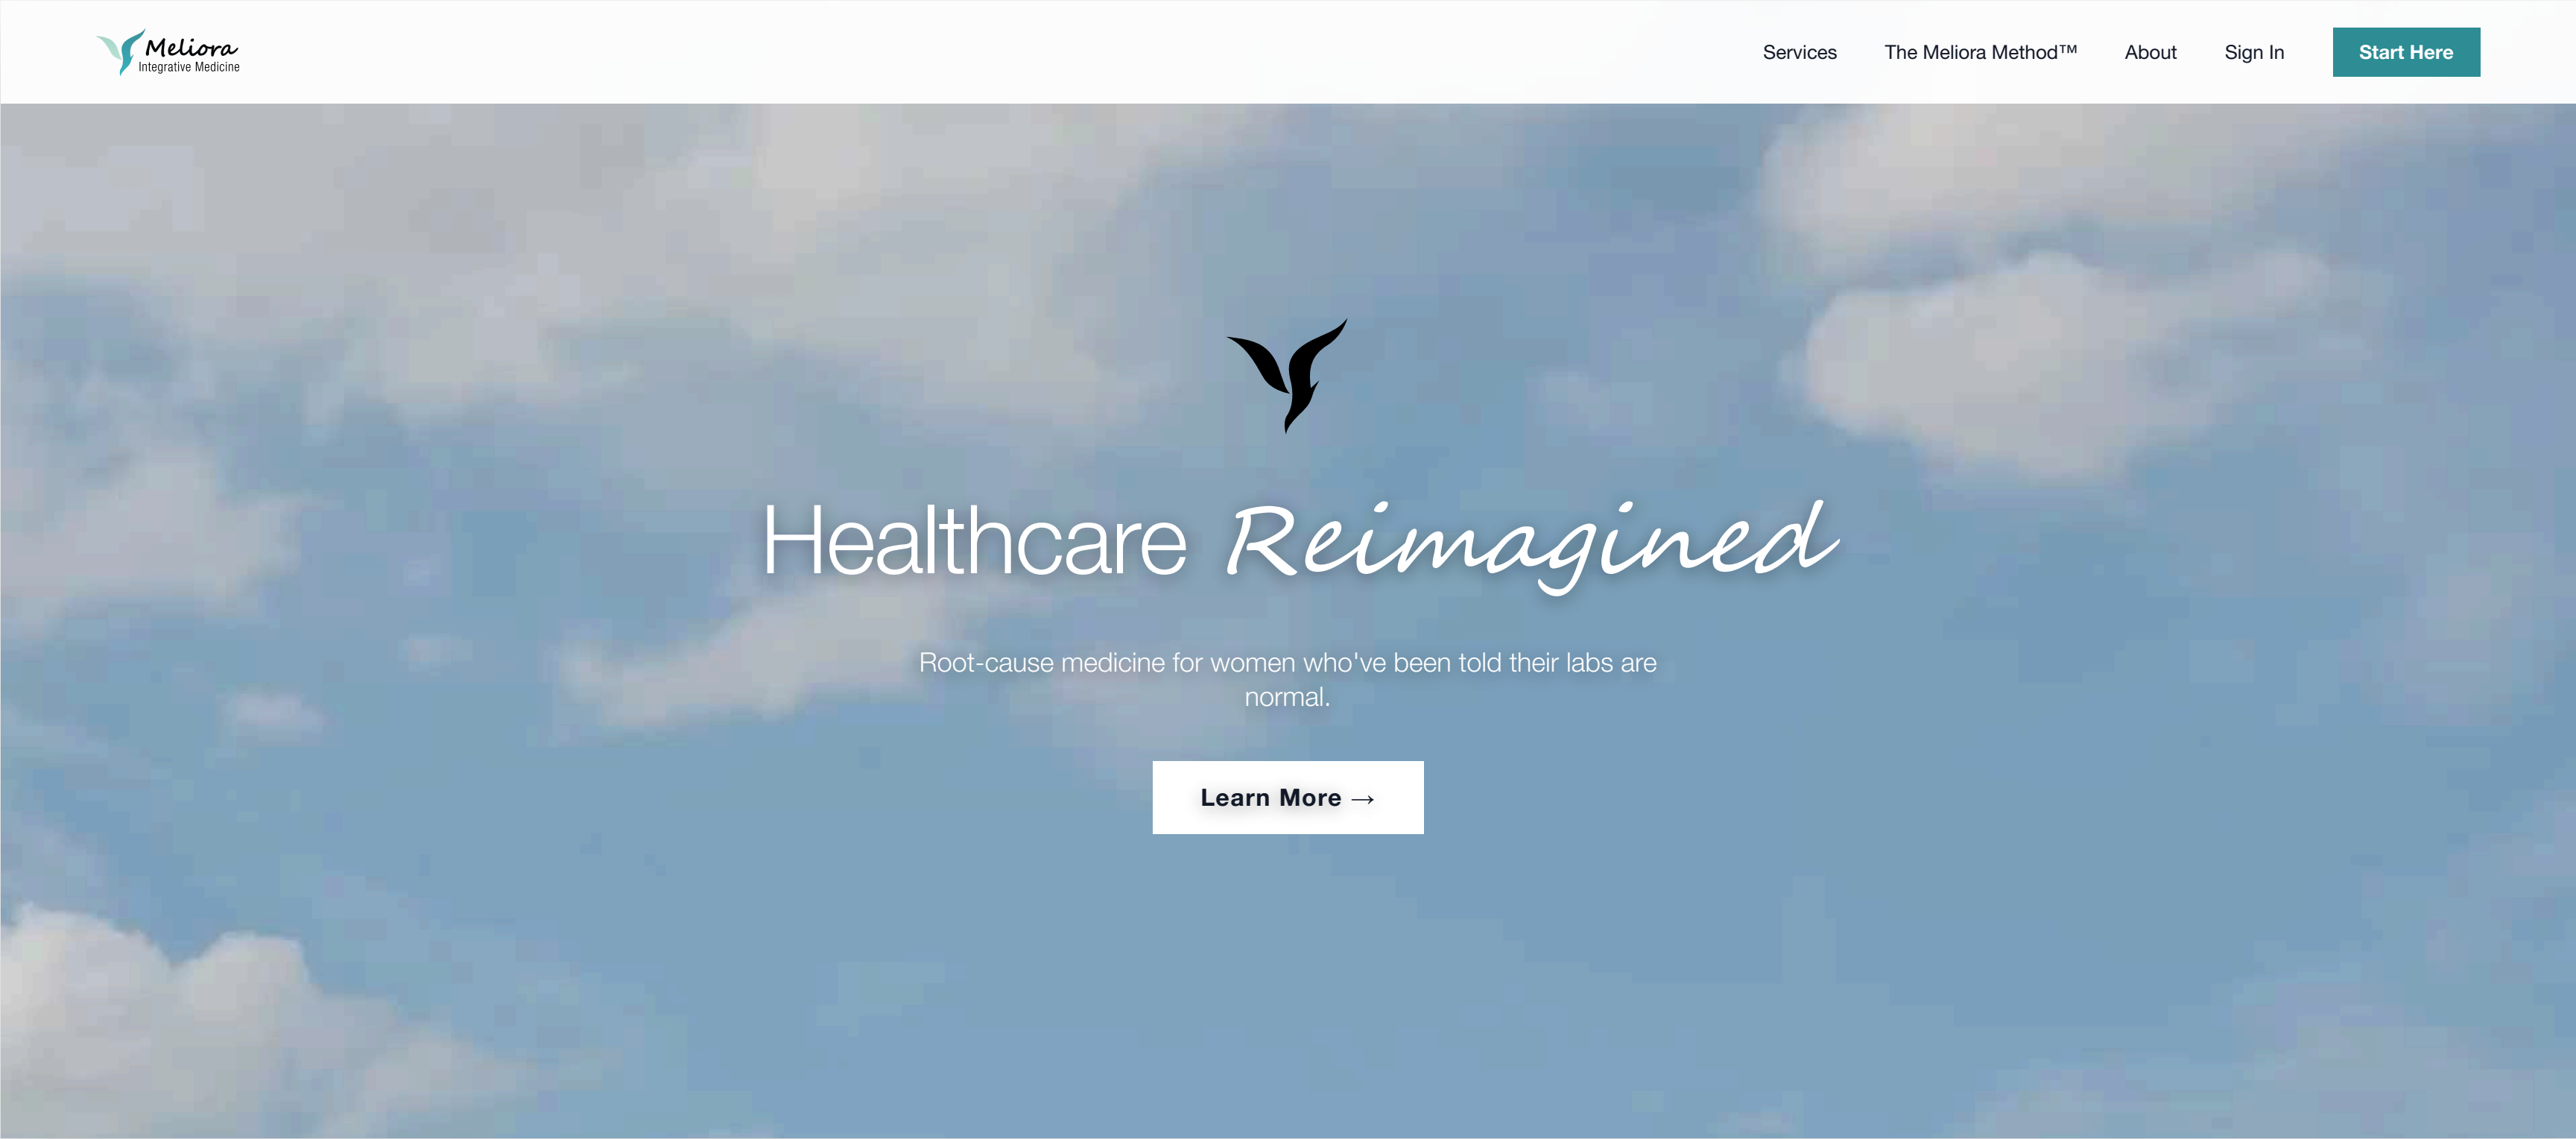 Meliora
Integrative Medicine
Services
The Meliora Method™
About
Sign In
Start Here
Healthcare Reimagined
Root-cause medicine for women who've been told their labs are
normal.
Learn More →